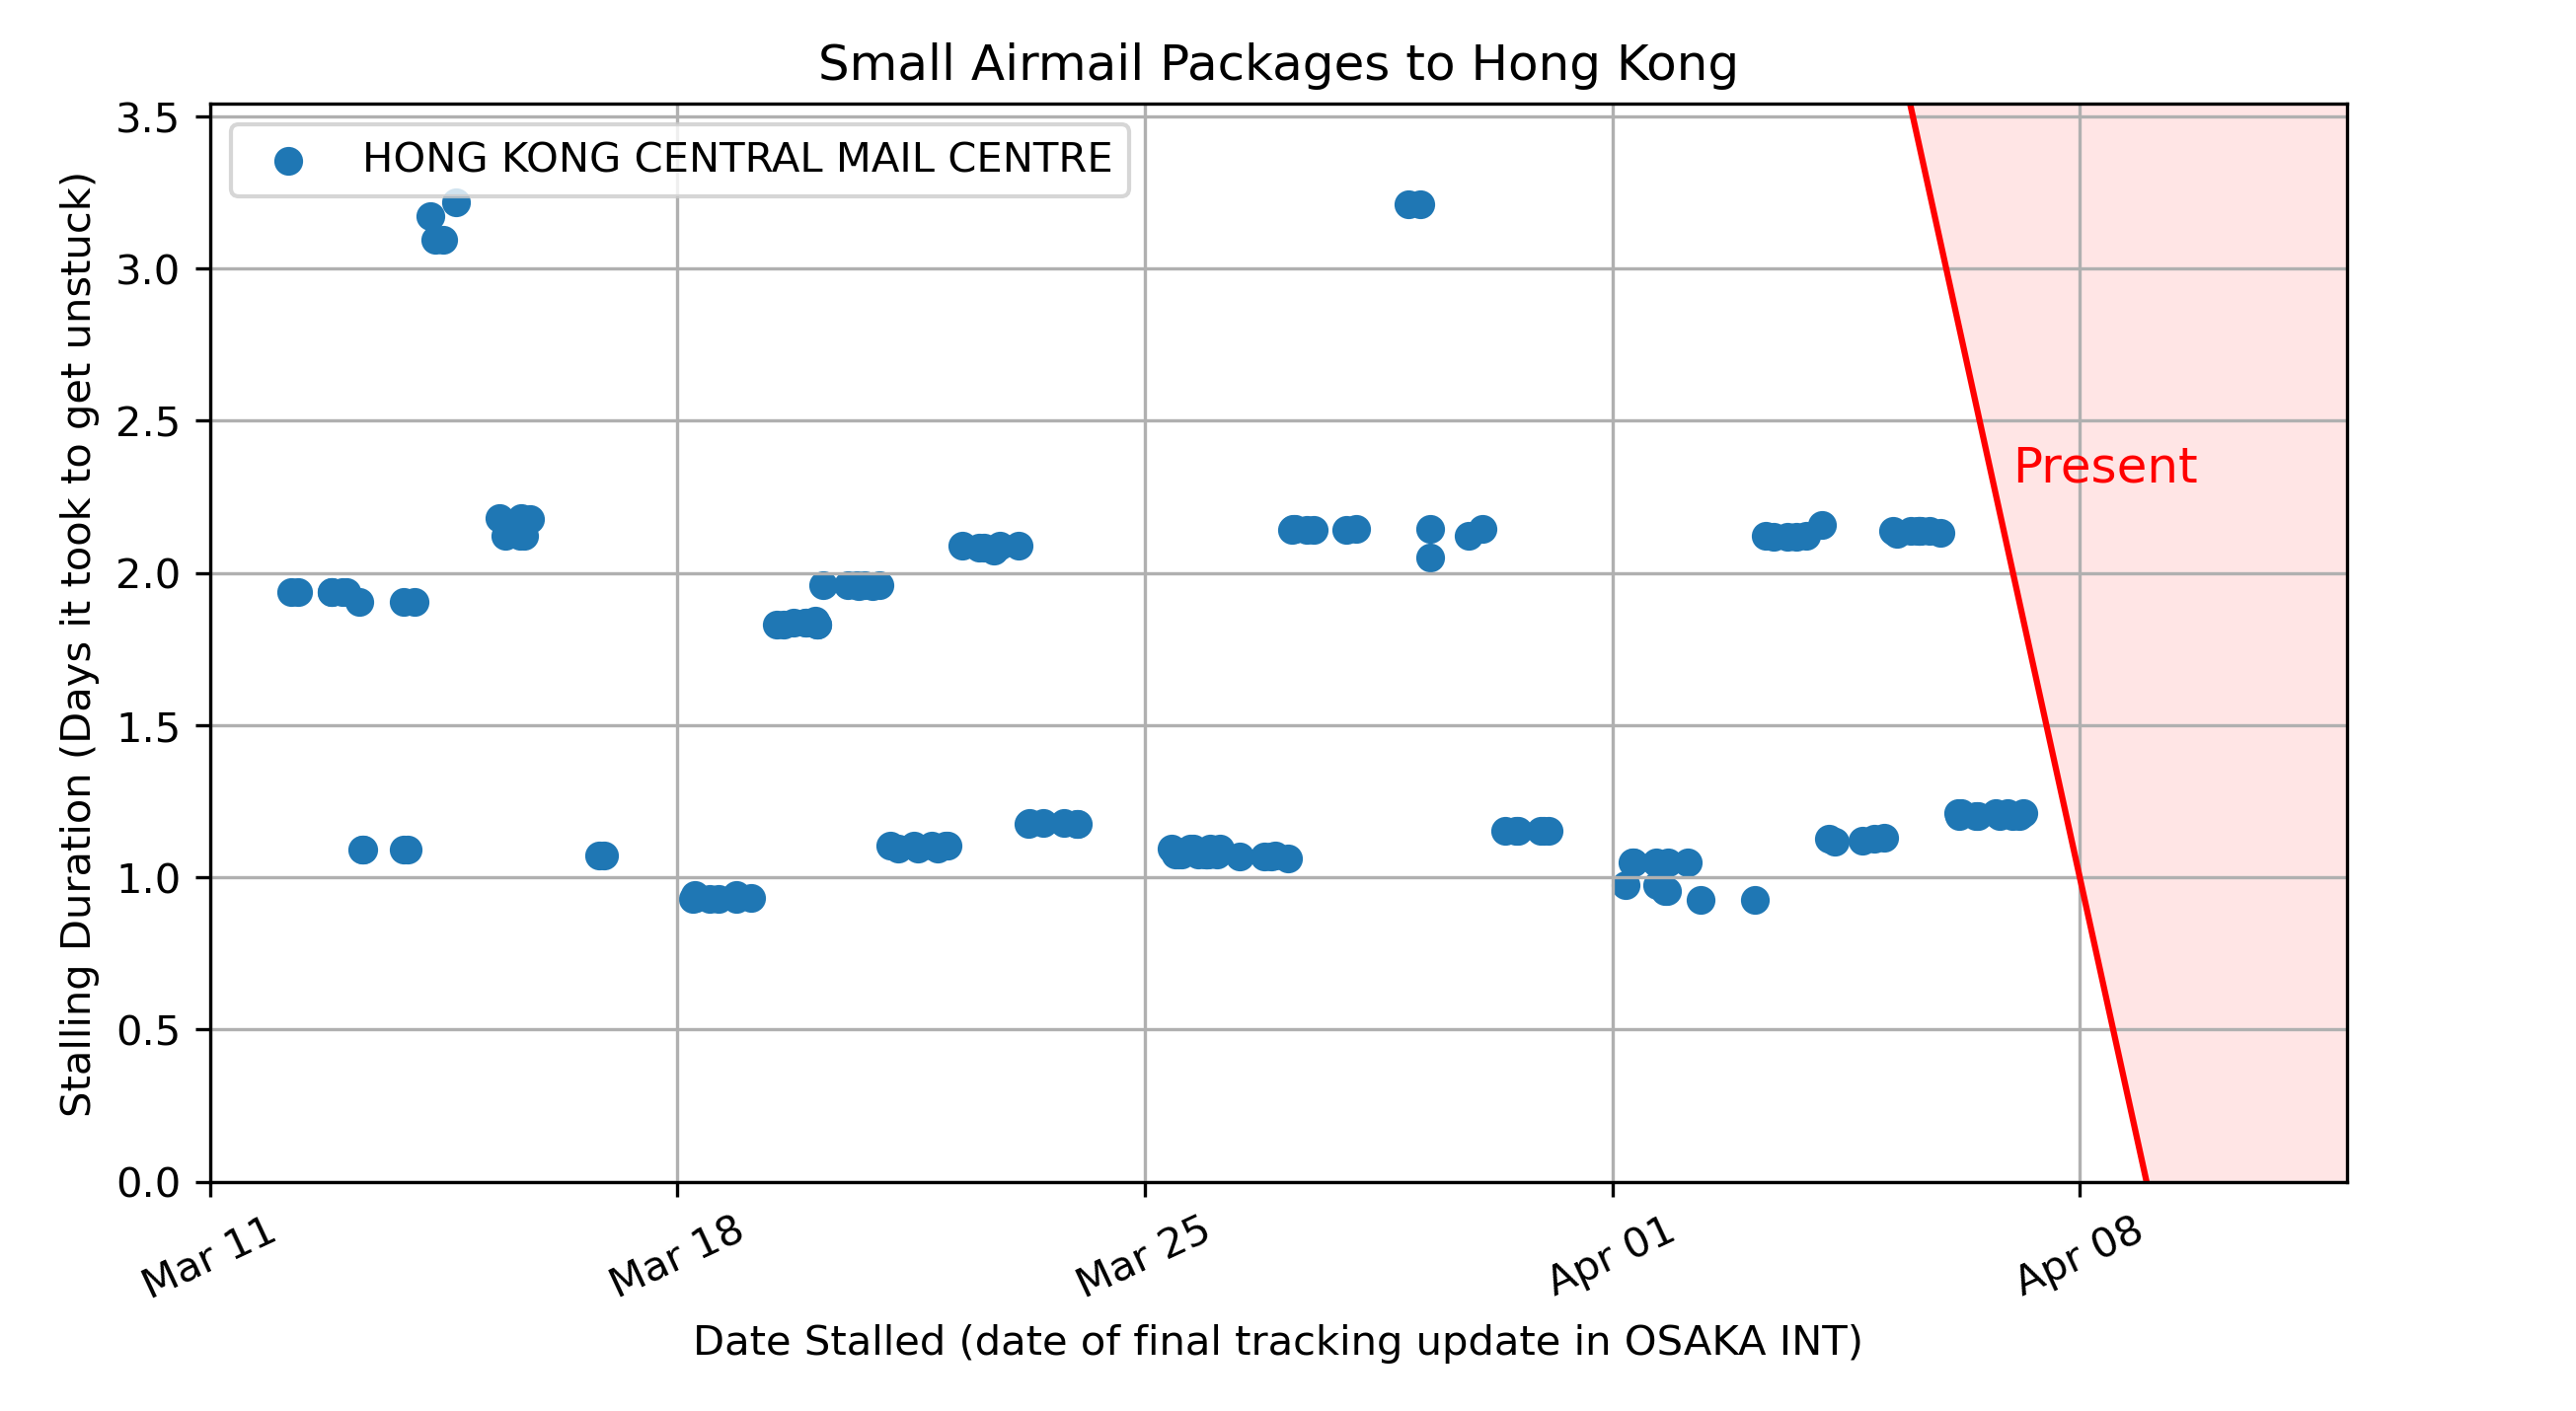 Small Airmail Packages to Hong Kong
HONG KONG CENTRAL MAIL CENTRE
Stalling Duration (Days it took to get unstuck)
3.5
3.0
2.5
2.0
1.5
1.0
0.5
0.0
Present
Mar 11
Mar 18
Mar 25
Apr 01
Apr 08
Date Stalled (date of final tracking update in OSAKA INT)